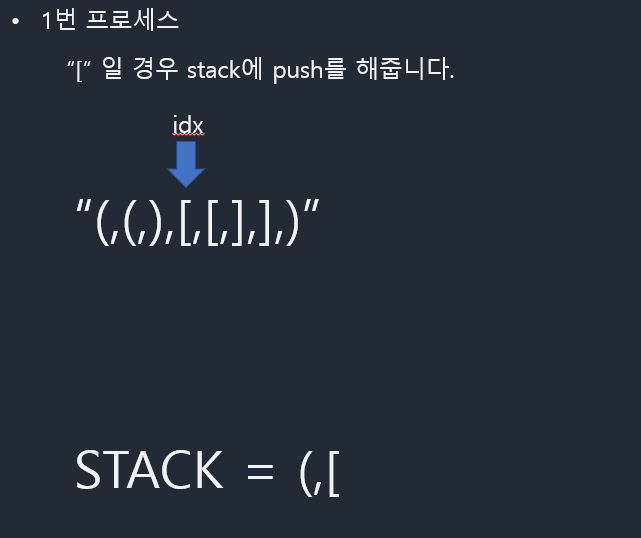 • 1번 프로세스
“[“ 일 경우 stack에 push를 해줍니다.
idx
“(,(,),[,[,],],)”
STACK = (,[